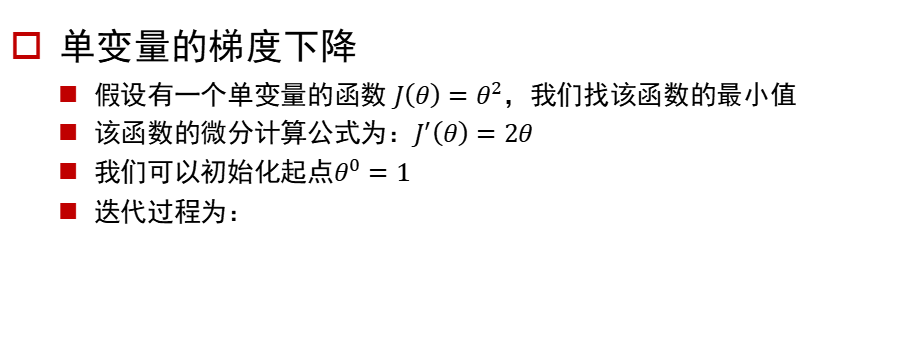 单变量的梯度下降
假设有一个单变量的函数 J(θ) = θ²，我们找该函数的最小值
该函数的微分计算公式为：J′(θ) = 2θ
我们可以初始化起点θ⁰ = 1
迭代过程为：